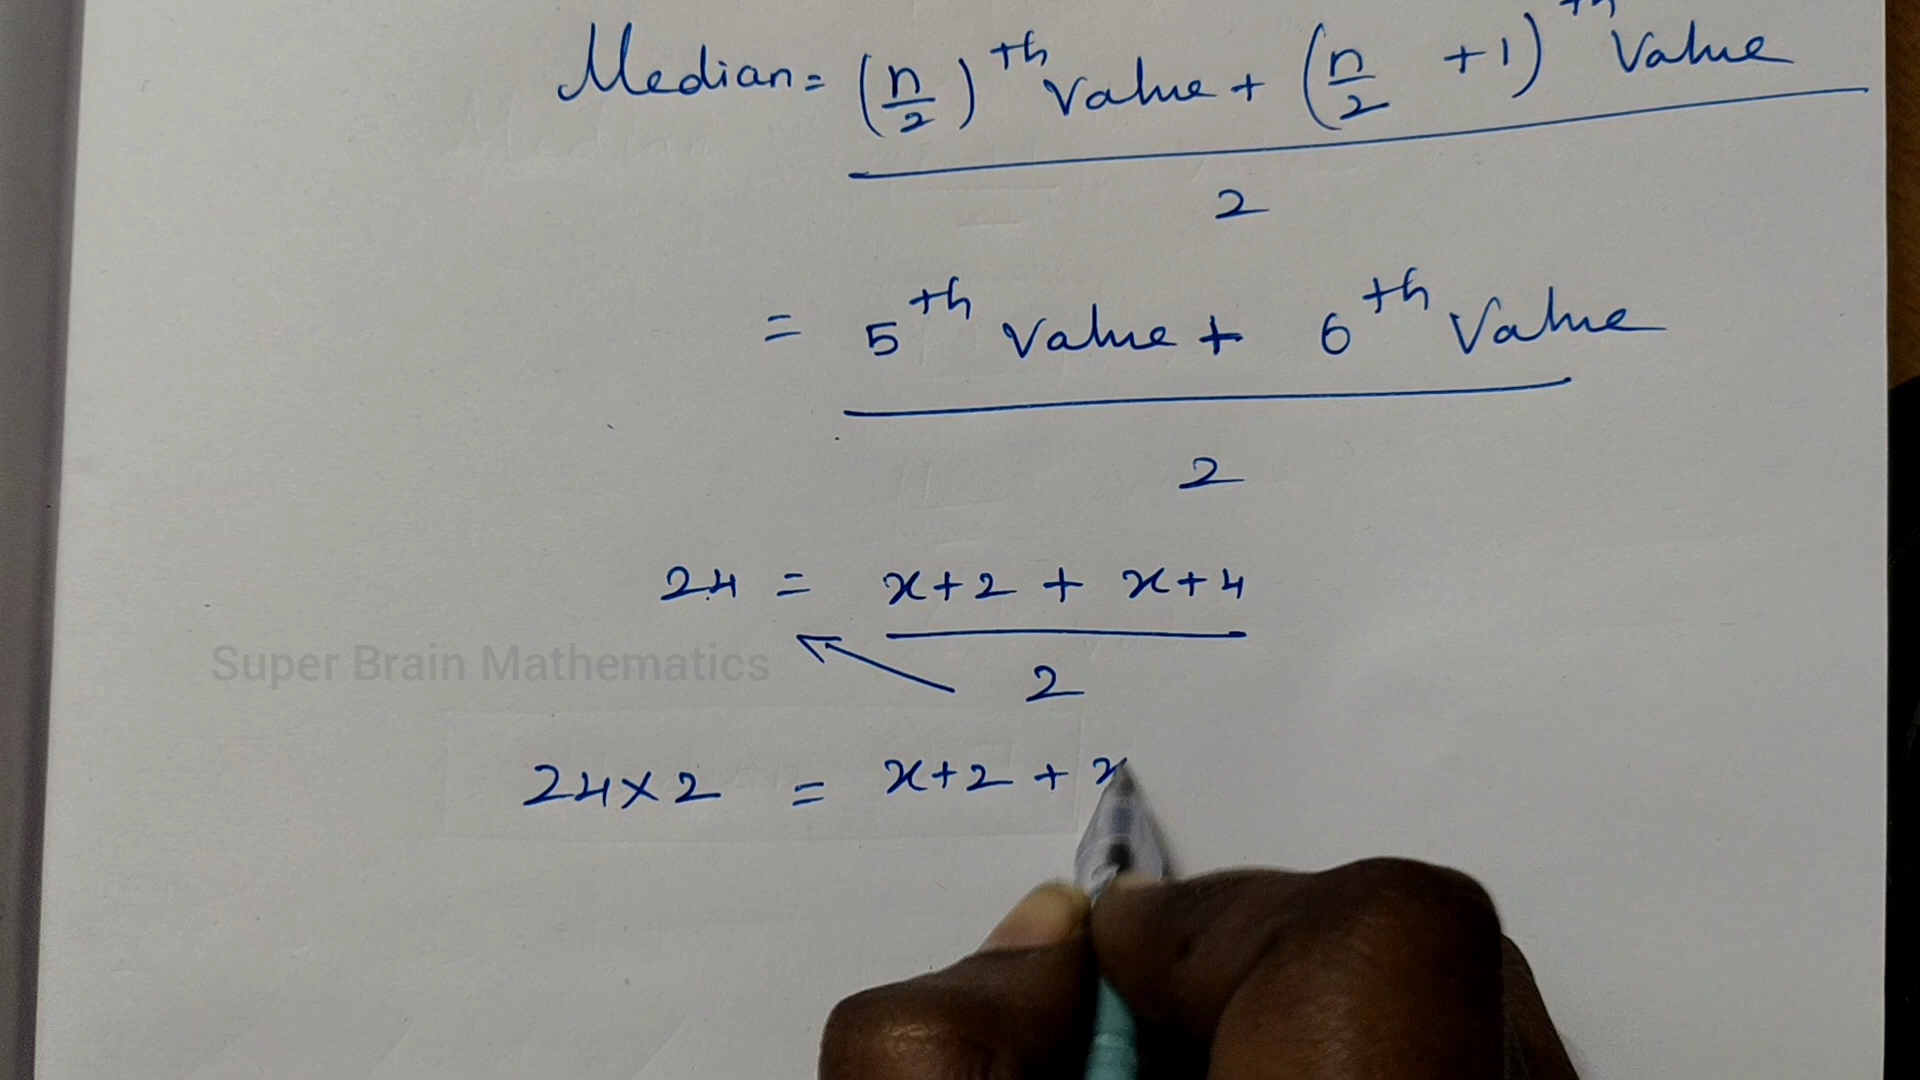 Median = (n/2)th Value + (n/2 + 1)th Value
2
= 5th Value + 6th Value
2
24 = x+2 + x+4
2
Super Brain Mathematics
24×2 = x+2 + x